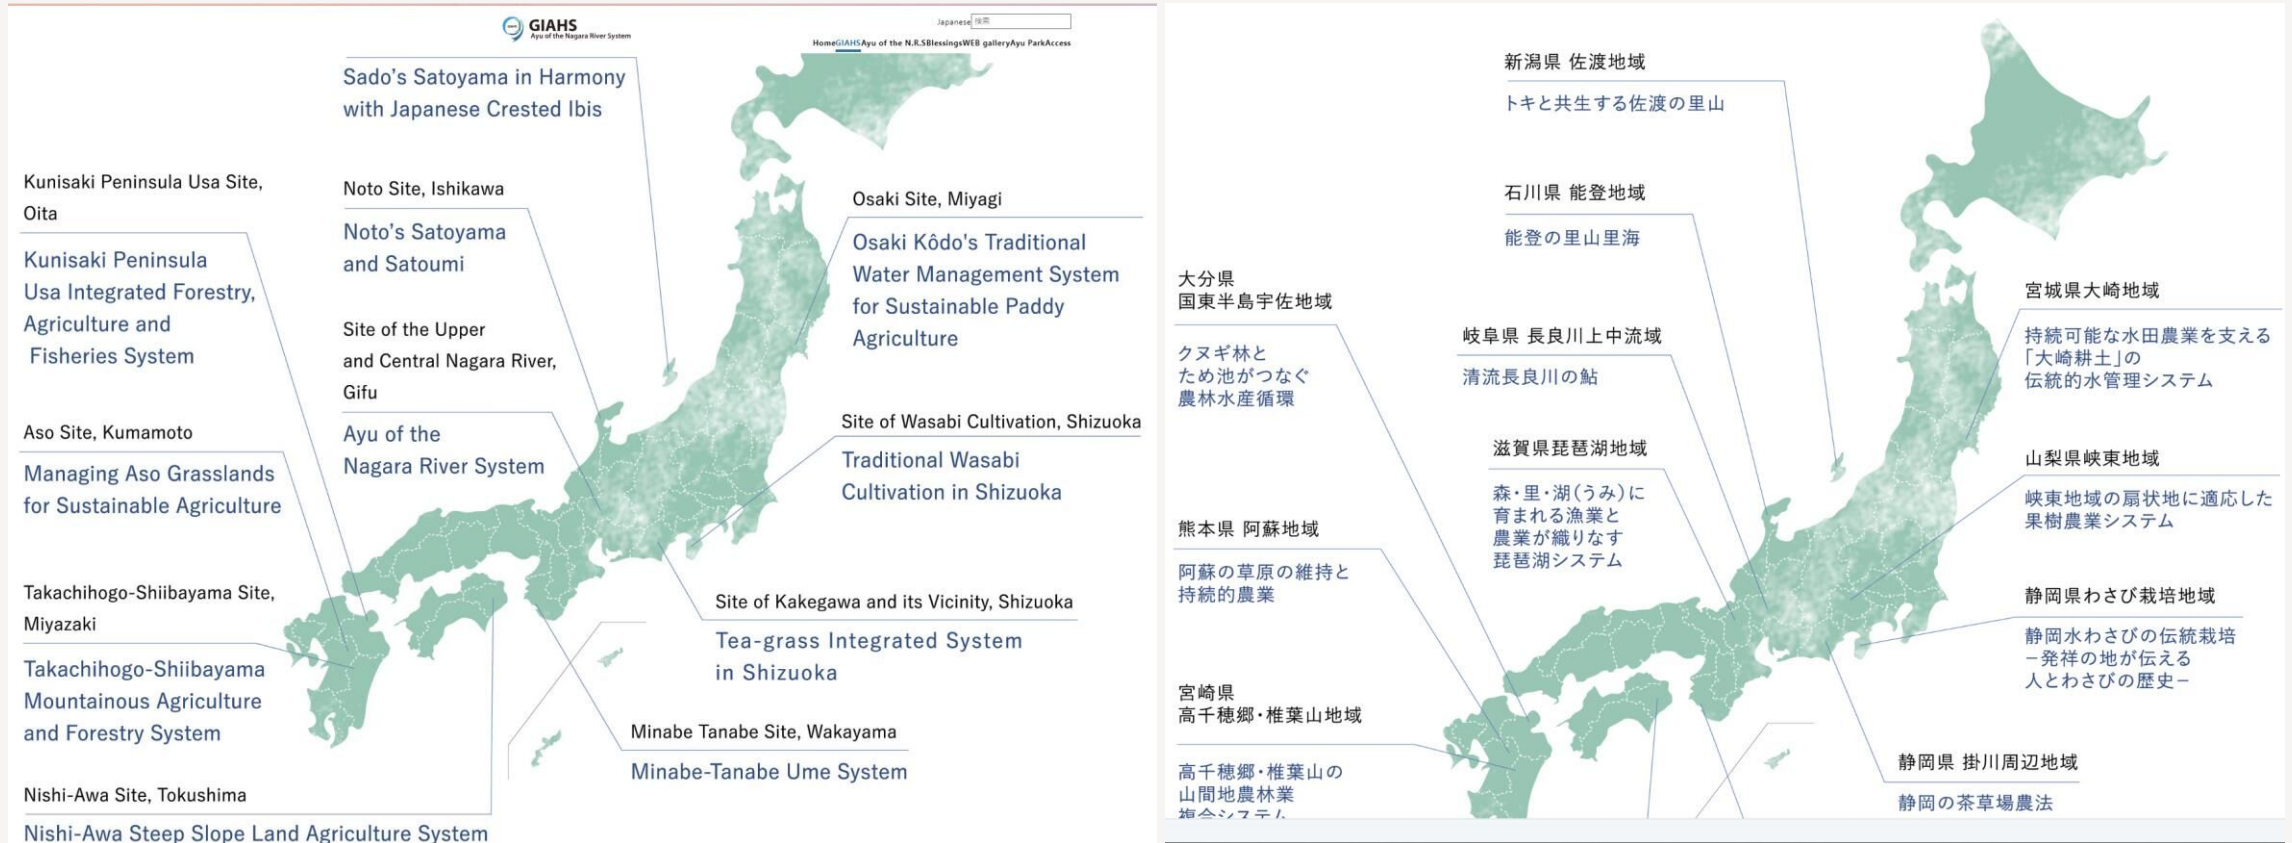 GIAHS
Ayu of the Nagara River System
Japanese 検索
HomeGIAHSAyu of the N.R.SBlessingsWEB galleryAyu ParkAccess
Sado's Satoyama in Harmony
with Japanese Crested Ibis
Kunisaki Peninsula Usa Site,
Oita
Kunisaki Peninsula
Usa Integrated Forestry,
Agriculture and
Fisheries System
Noto Site, Ishikawa
Noto's Satoyama
and Satoumi
Osaki Site, Miyagi
Osaki Kôdo's Traditional
Water Management System
for Sustainable Paddy
Agriculture
Site of the Upper
and Central Nagara River,
Gifu
Ayu of the
Nagara River System
Aso Site, Kumamoto
Managing Aso Grasslands
for Sustainable Agriculture
Site of Wasabi Cultivation, Shizuoka
Traditional Wasabi
Cultivation in Shizuoka
Takachihogo-Shiibayama Site,
Miyazaki
Takachihogo-Shiibayama
Mountainous Agriculture
and Forestry System
Site of Kakegawa and its Vicinity, Shizuoka
Tea-grass Integrated System
in Shizuoka
Minabe Tanabe Site, Wakayama
Minabe-Tanabe Ume System
Nishi-Awa Site, Tokushima
Nishi-Awa Steep Slope Land Agriculture System
新潟県 佐渡地域
トキと共生する佐渡の里山
石川県 能登地域
能登の里山里海
大分県
国東半島宇佐地域
クヌギ林と
ため池がつなぐ
農林水産循環
岐阜県 長良川上中流域
清流長良川の鮎
宮城県大崎地域
持続可能な水田農業を支える
「大崎耕土」の
伝統的水管理システム
滋賀県琵琶湖地域
森・里・湖(うみ)に
育まれる漁業と
農業が織りなす
琵琶湖システム
山梨県峡東地域
峡東地域の扇状地に適応した
果樹農業システム
熊本県 阿蘇地域
阿蘇の草原の維持と
持続的農業
静岡県わさび栽培地域
静岡水わさびの伝統栽培
−発祥の地が伝える
人とわさびの歴史−
宮崎県
高千穂郷・椎葉山地域
高千穂郷・椎葉山の
山間地農林業
複合システム
静岡県 掛川周辺地域
静岡の茶草場農法